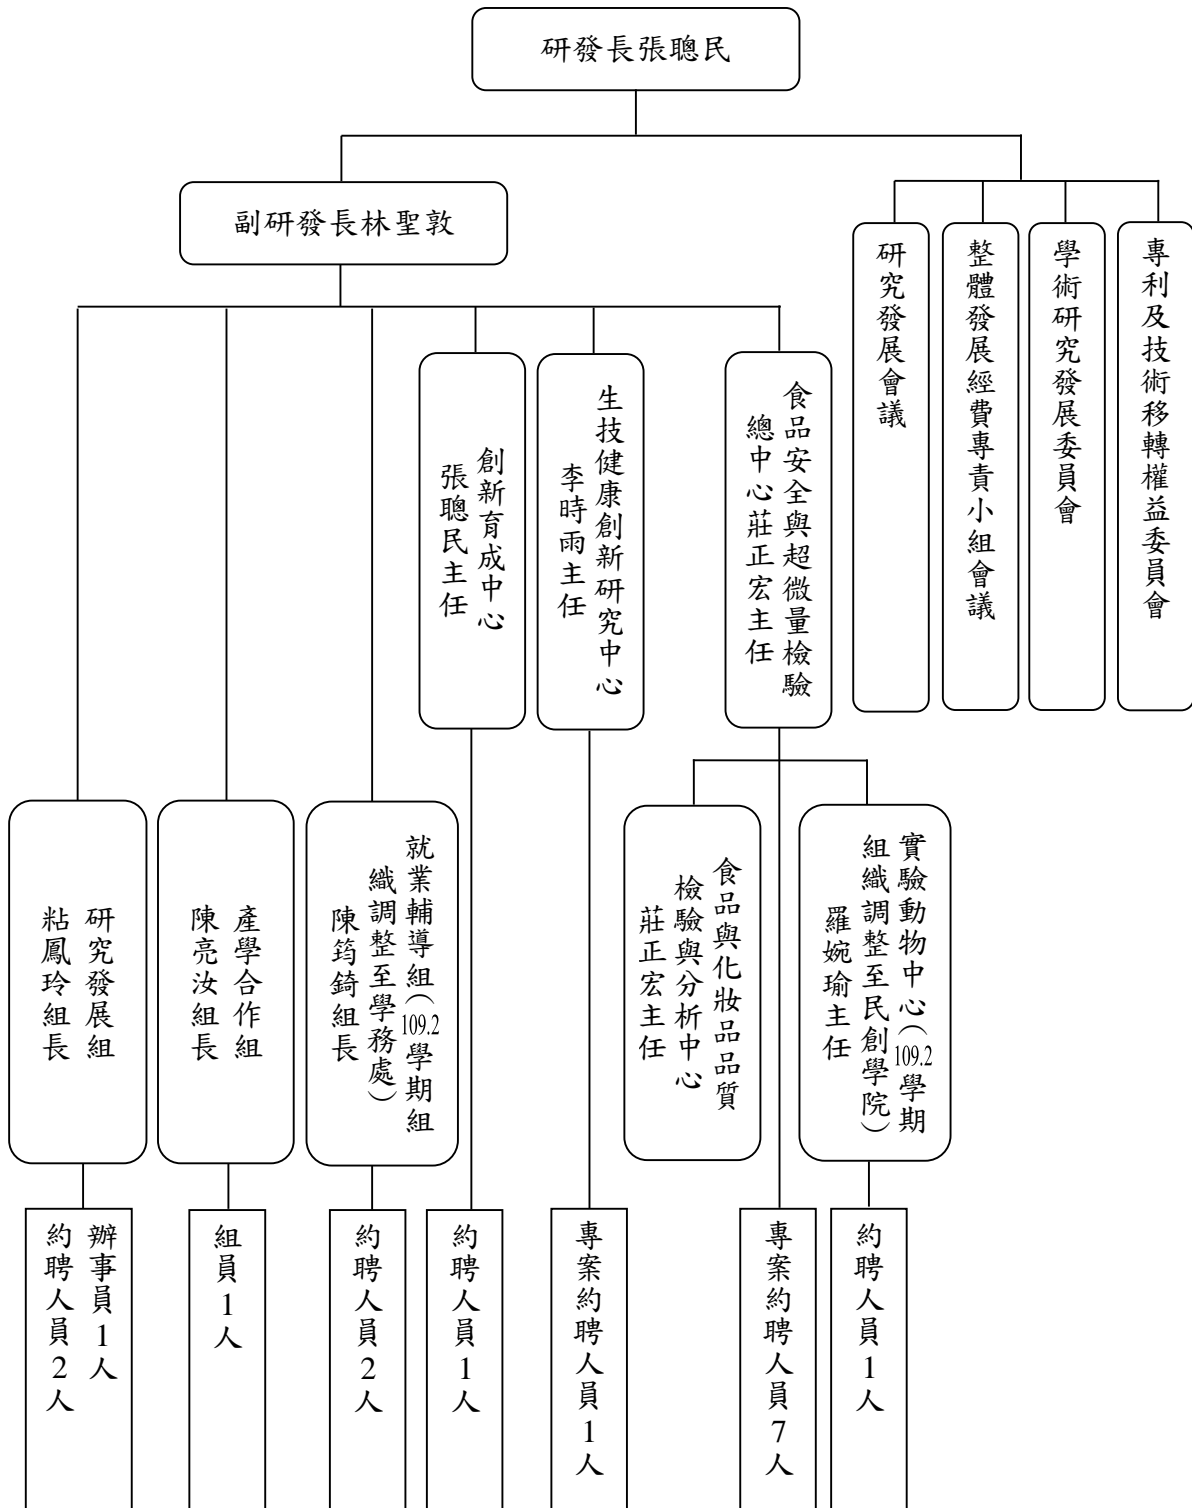 研發長張聰民
副研發長林聖敦
研究發展會議
整體發展經費專責小組會議
學術研究發展委員會
專利及技術移轉權益委員會
創新育成中心
張聰民主任
生技健康創新研究中心
李時雨主任
食品安全與超微量檢驗
總中心莊正宏主任
研究發展組
粘鳳玲組長
產學合作組
陳亮汝組長
就業輔導組(109.2學期組
織調整至學務處)
陳筠錡組長
食品與化妝品品質
檢驗與分析中心
莊正宏主任
實驗動物中心(109.2學期
組織調整至民創學院)
羅婉瑜主任
辦事員1人
約聘人員2人
組員1人
約聘人員2人
約聘人員1人
專案約聘人員1人
專案約聘人員7人
約聘人員1人